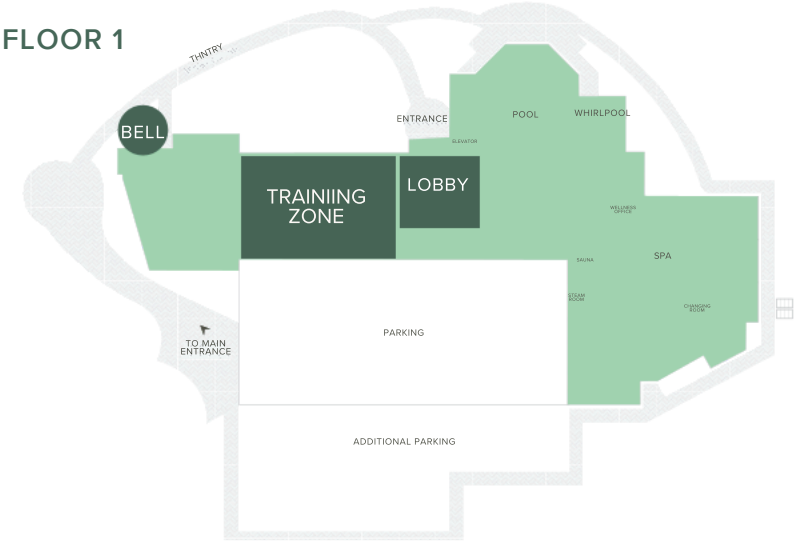 FLOOR 1
THNTRY
BELL
ENTRANCE
POOL
WHIRLPOOL
ELEVATOR
TRAINIING
ZONE
LOBBY
WELLNESS
OFFICE
SAUNA
SPA
STEAM
ROOM
CHANGING
ROOM
PARKING
TO MAIN
ENTRANCE
ADDITIONAL PARKING